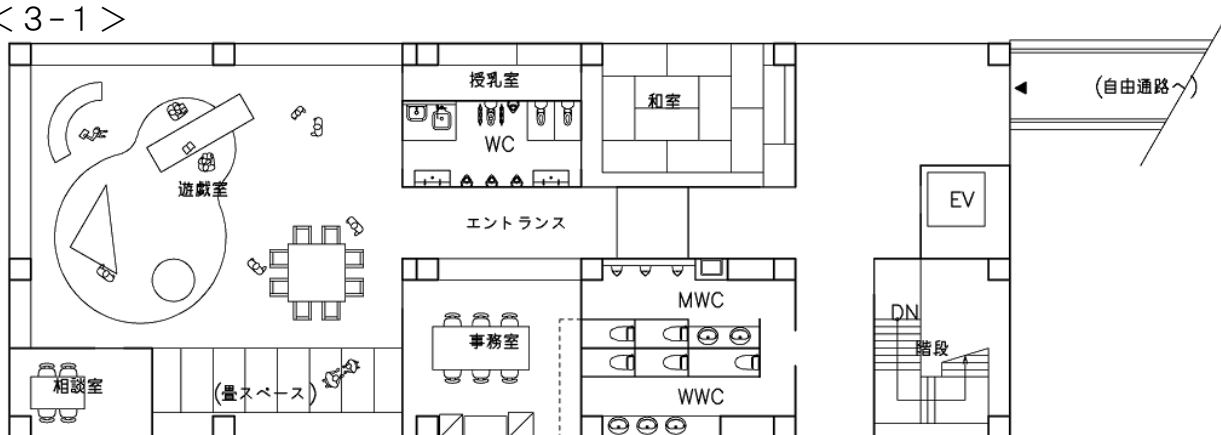 <3-1>
授乳室
和室
(自由通路へ)
WC
遊戯室
EV
エントランス
MWC
DN
事務室
階段
相談室
(畳スペース)
WWC